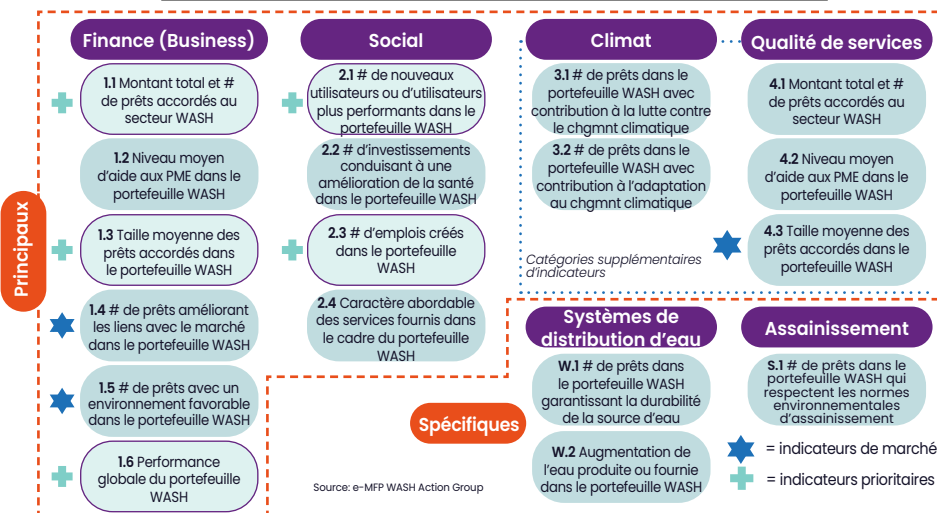 Principaux
Finance (Business)
1.1 Montant total et #
de prêts accordés au
secteur WASH
1.2 Niveau moyen
d’aide aux PME dans le
portefeuille WASH
1.3 Taille moyenne des
prêts accordés dans
le portefeuille WASH
1.4 # de prêts améliorant
les liens avec le marché
dans le portefeuille WASH
1.5 # de prêts avec un
environnement favorable
dans le portefeuille WASH
1.6 Performance
globale du portefeuille
WASH
Social
2.1 # de nouveaux
utilisateurs ou d’utilisateurs
plus performants dans le
portefeuille WASH
2.2 # d’investissements
conduisant à une
amélioration de la santé
dans le portefeuille WASH
2.3 # d’emplois créés
dans le portefeuille
WASH
2.4 Caractère abordable
des services fournis dans
le cadre du portefeuille
WASH
Climat
3.1 # de prêts dans le
portefeuille WASH avec
contribution à la lutte contre
le chgmnt climatique
3.2 # de prêts dans le
portefeuille WASH avec
contribution à l’adaptation
au chgmnt climatique
Catégories supplémentaires
d’indicateurs
Qualité de services
4.1 Montant total et #
de prêts accordés au
secteur WASH
4.2 Niveau moyen
d’aide aux PME dans le
portefeuille WASH
4.3 Taille moyenne des
prêts accordés dans le
portefeuille WASH
Spécifiques
Systèmes de
distribution d’eau
W.1 # de prêts dans
le portefeuille WASH
garantissant la durabilité
de la source d’eau
W.2 Augmentation de
l’eau produite ou fournie
dans le portefeuille WASH
Assainissement
S.1 # de prêts dans le
portefeuille WASH qui
respectent les normes
environnementales
d’assainissement
= indicateurs de marché
= indicateurs prioritaires
Source: e-MFP WASH Action Group